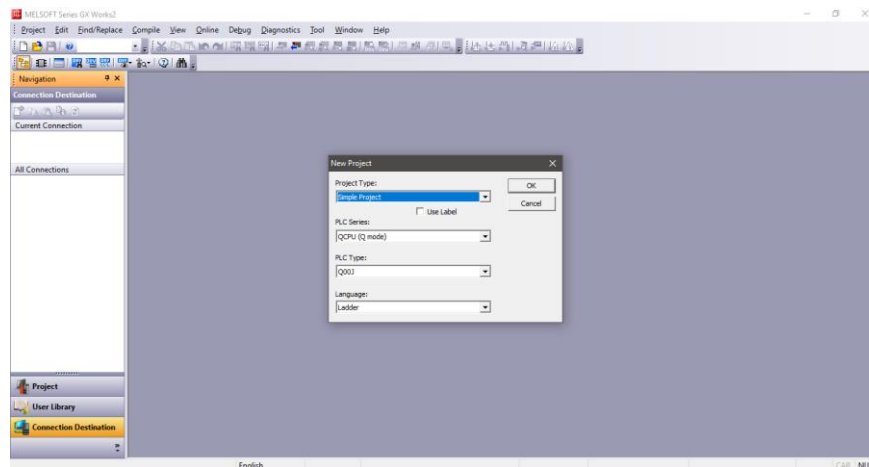 MELSOFT Series GX Works2
Project Edit Find/Replace Compile View Online Debug Diagnostics Tool Window Help
Navigation
Connection Destination
Current Connection
All Connections
New Project
Project Type:
Simple Project
Use Label
PLC Series:
QCPU (Q mode)
PLC Type:
Q00J
Language:
Ladder
OK
Cancel
Project
User Library
Connection Destination
English
CAP NU